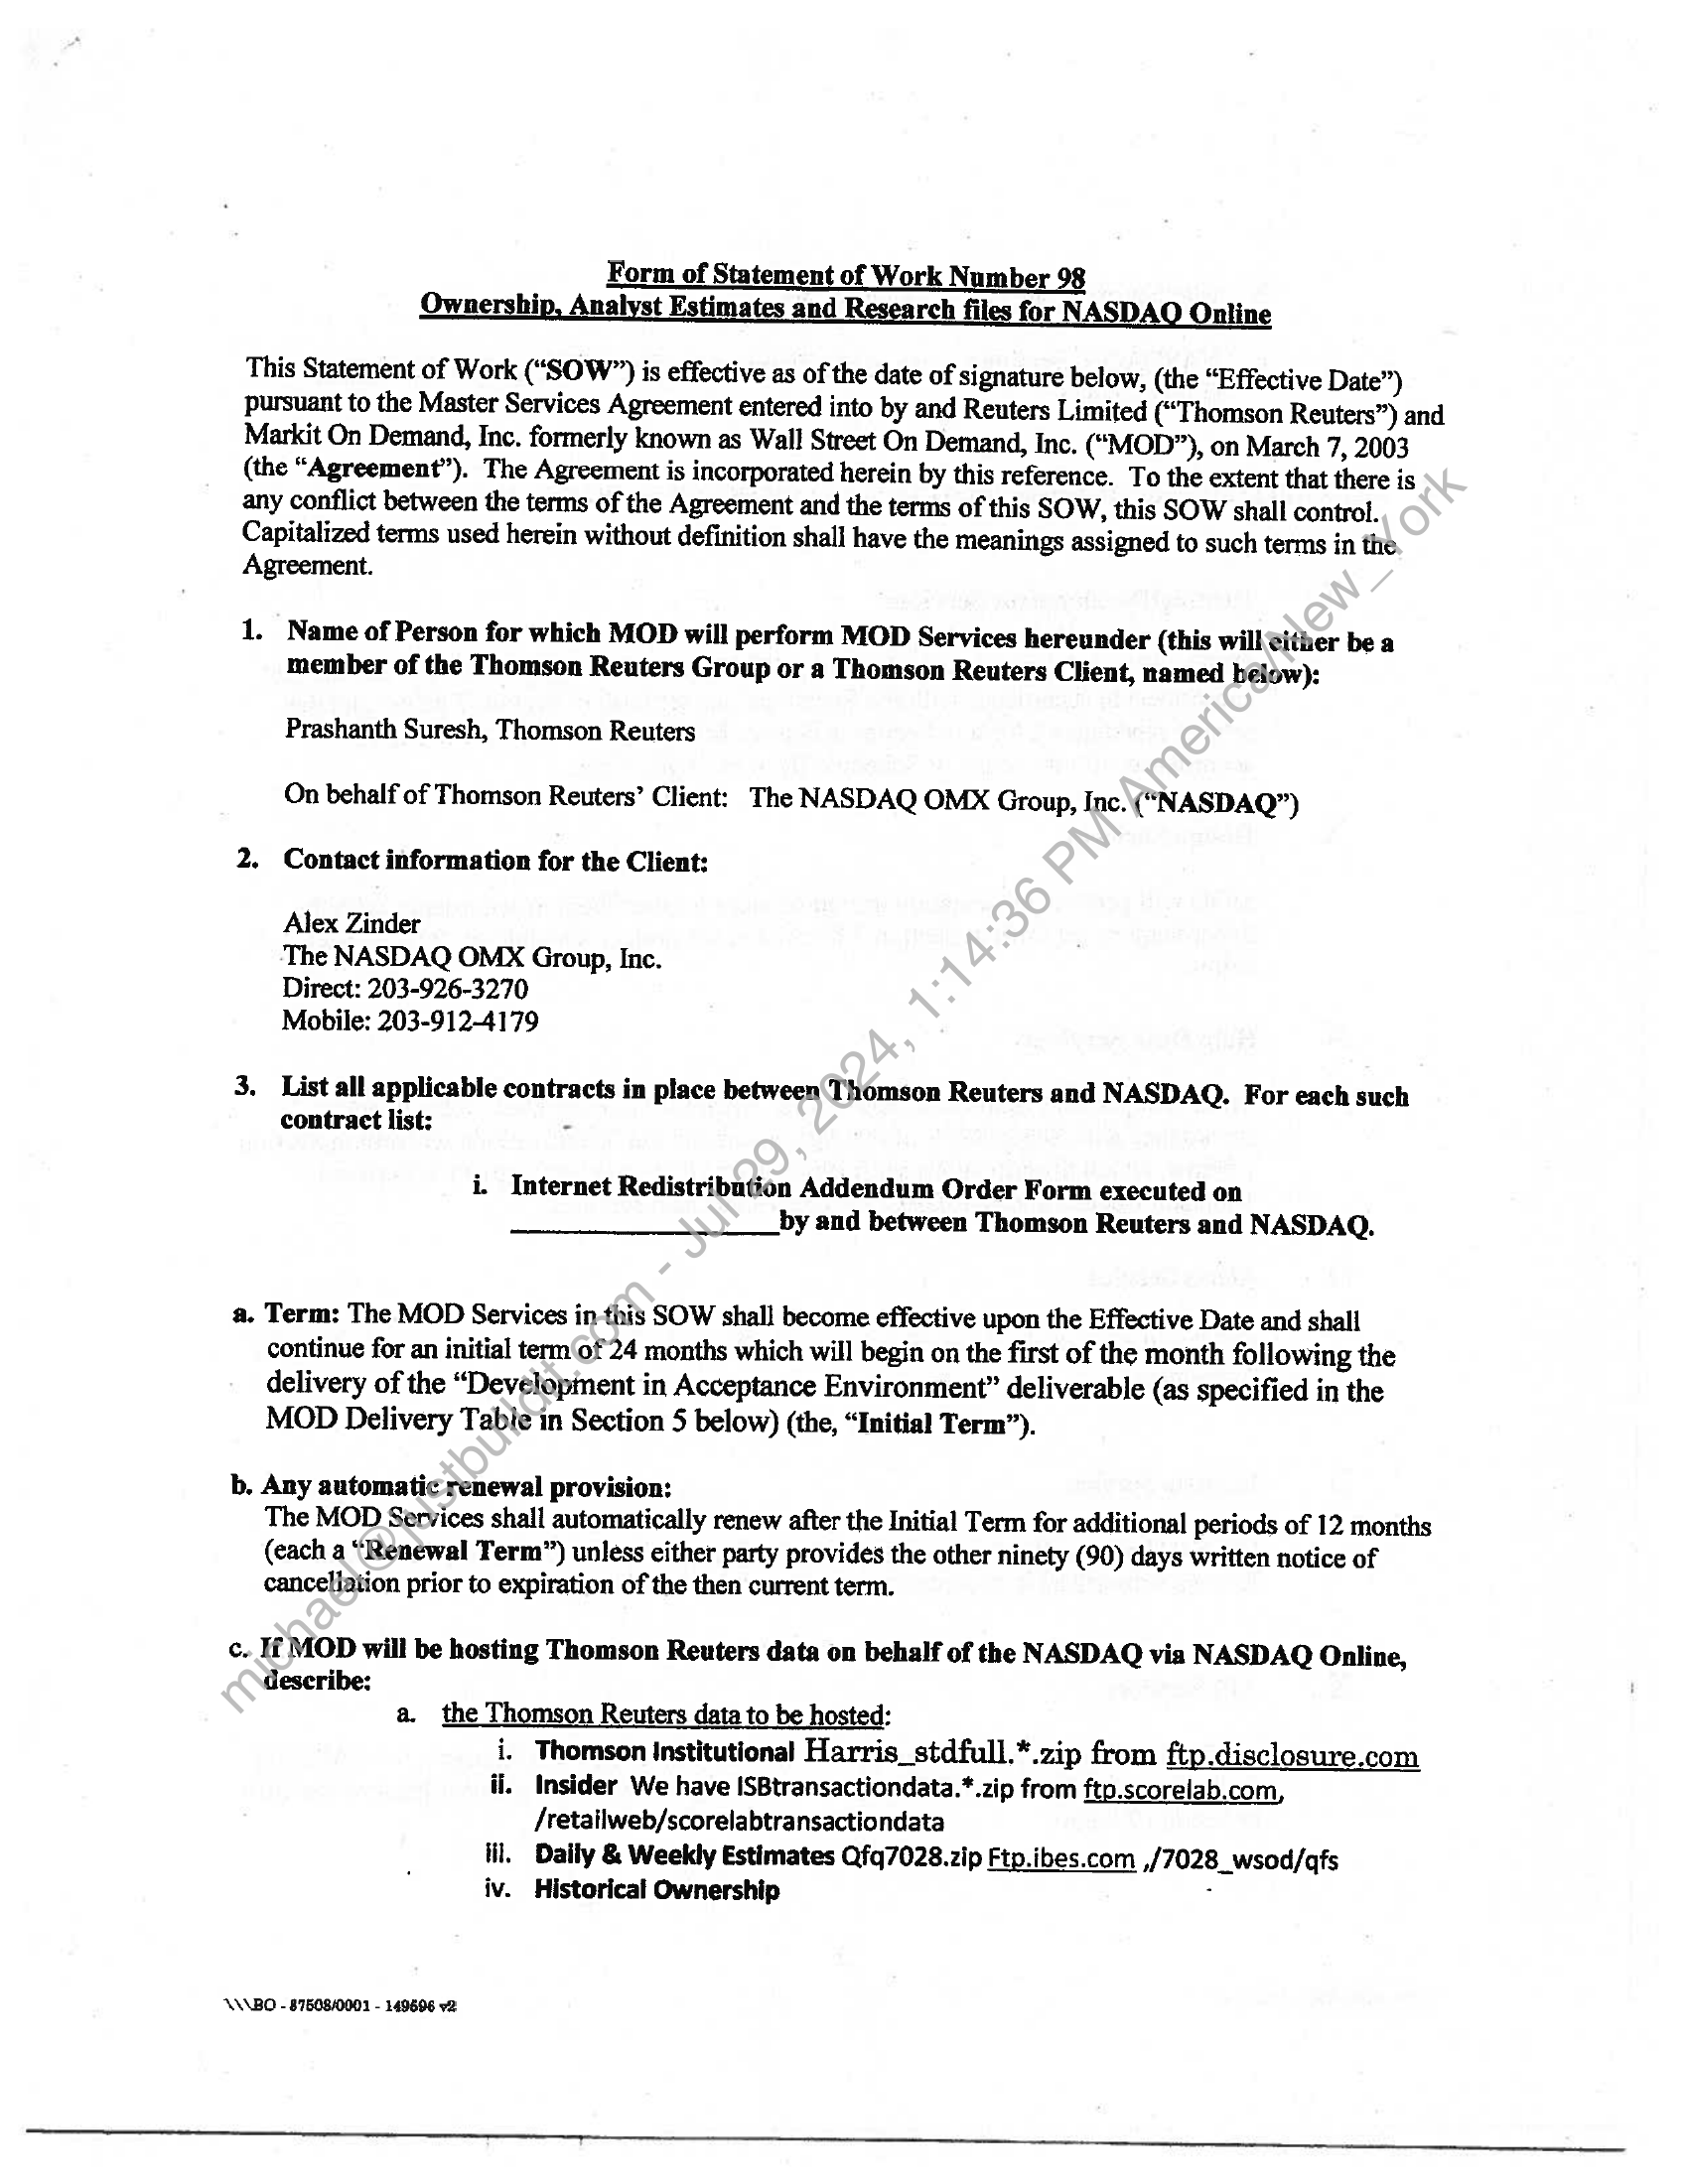 Form of Statement of Work Number 98
Ownership, Analyst Estimates and Research files for NASDAQ Online
This Statement of Work (“SOW”) is effective as of the date of signature below, (the “Effective Date”)
pursuant to the Master Services Agreement entered into by and Reuters Limited (“Thomson Reuters”) and
Markit On Demand, Inc. formerly known as Wall Street On Demand, Inc. (“MOD”), on March 7, 2003
(the “Agreement”). The Agreement is incorporated herein by this reference. To the extent that there is
any conflict between the terms of the Agreement and the terms of this SOW, this SOW shall control.
Capitalized terms used herein without definition shall have the meanings assigned to such terms in the
Agreement.
1. Name of Person for which MOD will perform MOD Services hereunder (this will either be a
member of the Thomson Reuters Group or a Thomson Reuters Client, named below):
Prashanth Suresh, Thomson Reuters
On behalf of Thomson Reuters’ Client: The NASDAQ OMX Group, Inc. (“NASDAQ”)
2. Contact information for the Client:
Alex Zinder
The NASDAQ OMX Group, Inc.
Direct: 203-926-3270
Mobile: 203-912-4179
3. List all applicable contracts in place between Thomson Reuters and NASDAQ. For each such
contract list:
i. Internet Redistribution Addendum Order Form executed on
____________________by and between Thomson Reuters and NASDAQ.
a. Term: The MOD Services in this SOW shall become effective upon the Effective Date and shall
continue for an initial term of 24 months which will begin on the first of the month following the
delivery of the “Development in Acceptance Environment” deliverable (as specified in the
MOD Delivery Table in Section 5 below) (the, “Initial Term”).
b. Any automatic renewal provision:
The MOD Services shall automatically renew after the Initial Term for additional periods of 12 months
(each a “Renewal Term”) unless either party provides the other ninety (90) days written notice of
cancellation prior to expiration of the then current term.
c. If MOD will be hosting Thomson Reuters data on behalf of the NASDAQ via NASDAQ Online,
describe:
a. the Thomson Reuters data to be hosted:
i. Thomson Institutional Harris_stdfull.*.zip from ftp.disclosure.com
ii. Insider We have ISBtransactiondata.*.zip from ftp.scorelab.com,
/retailweb/scorelabtransactiondata
iii. Daily & Weekly Estimates Qfq7028.zip Ftp.ibes.com ,/7028_wsod/qfs
iv. Historical Ownership
\\\BO - 87508/0001 - 149696 v2
michael@justbuildit.com - Jul 29, 2024, 1:14:36 PM America/New_York